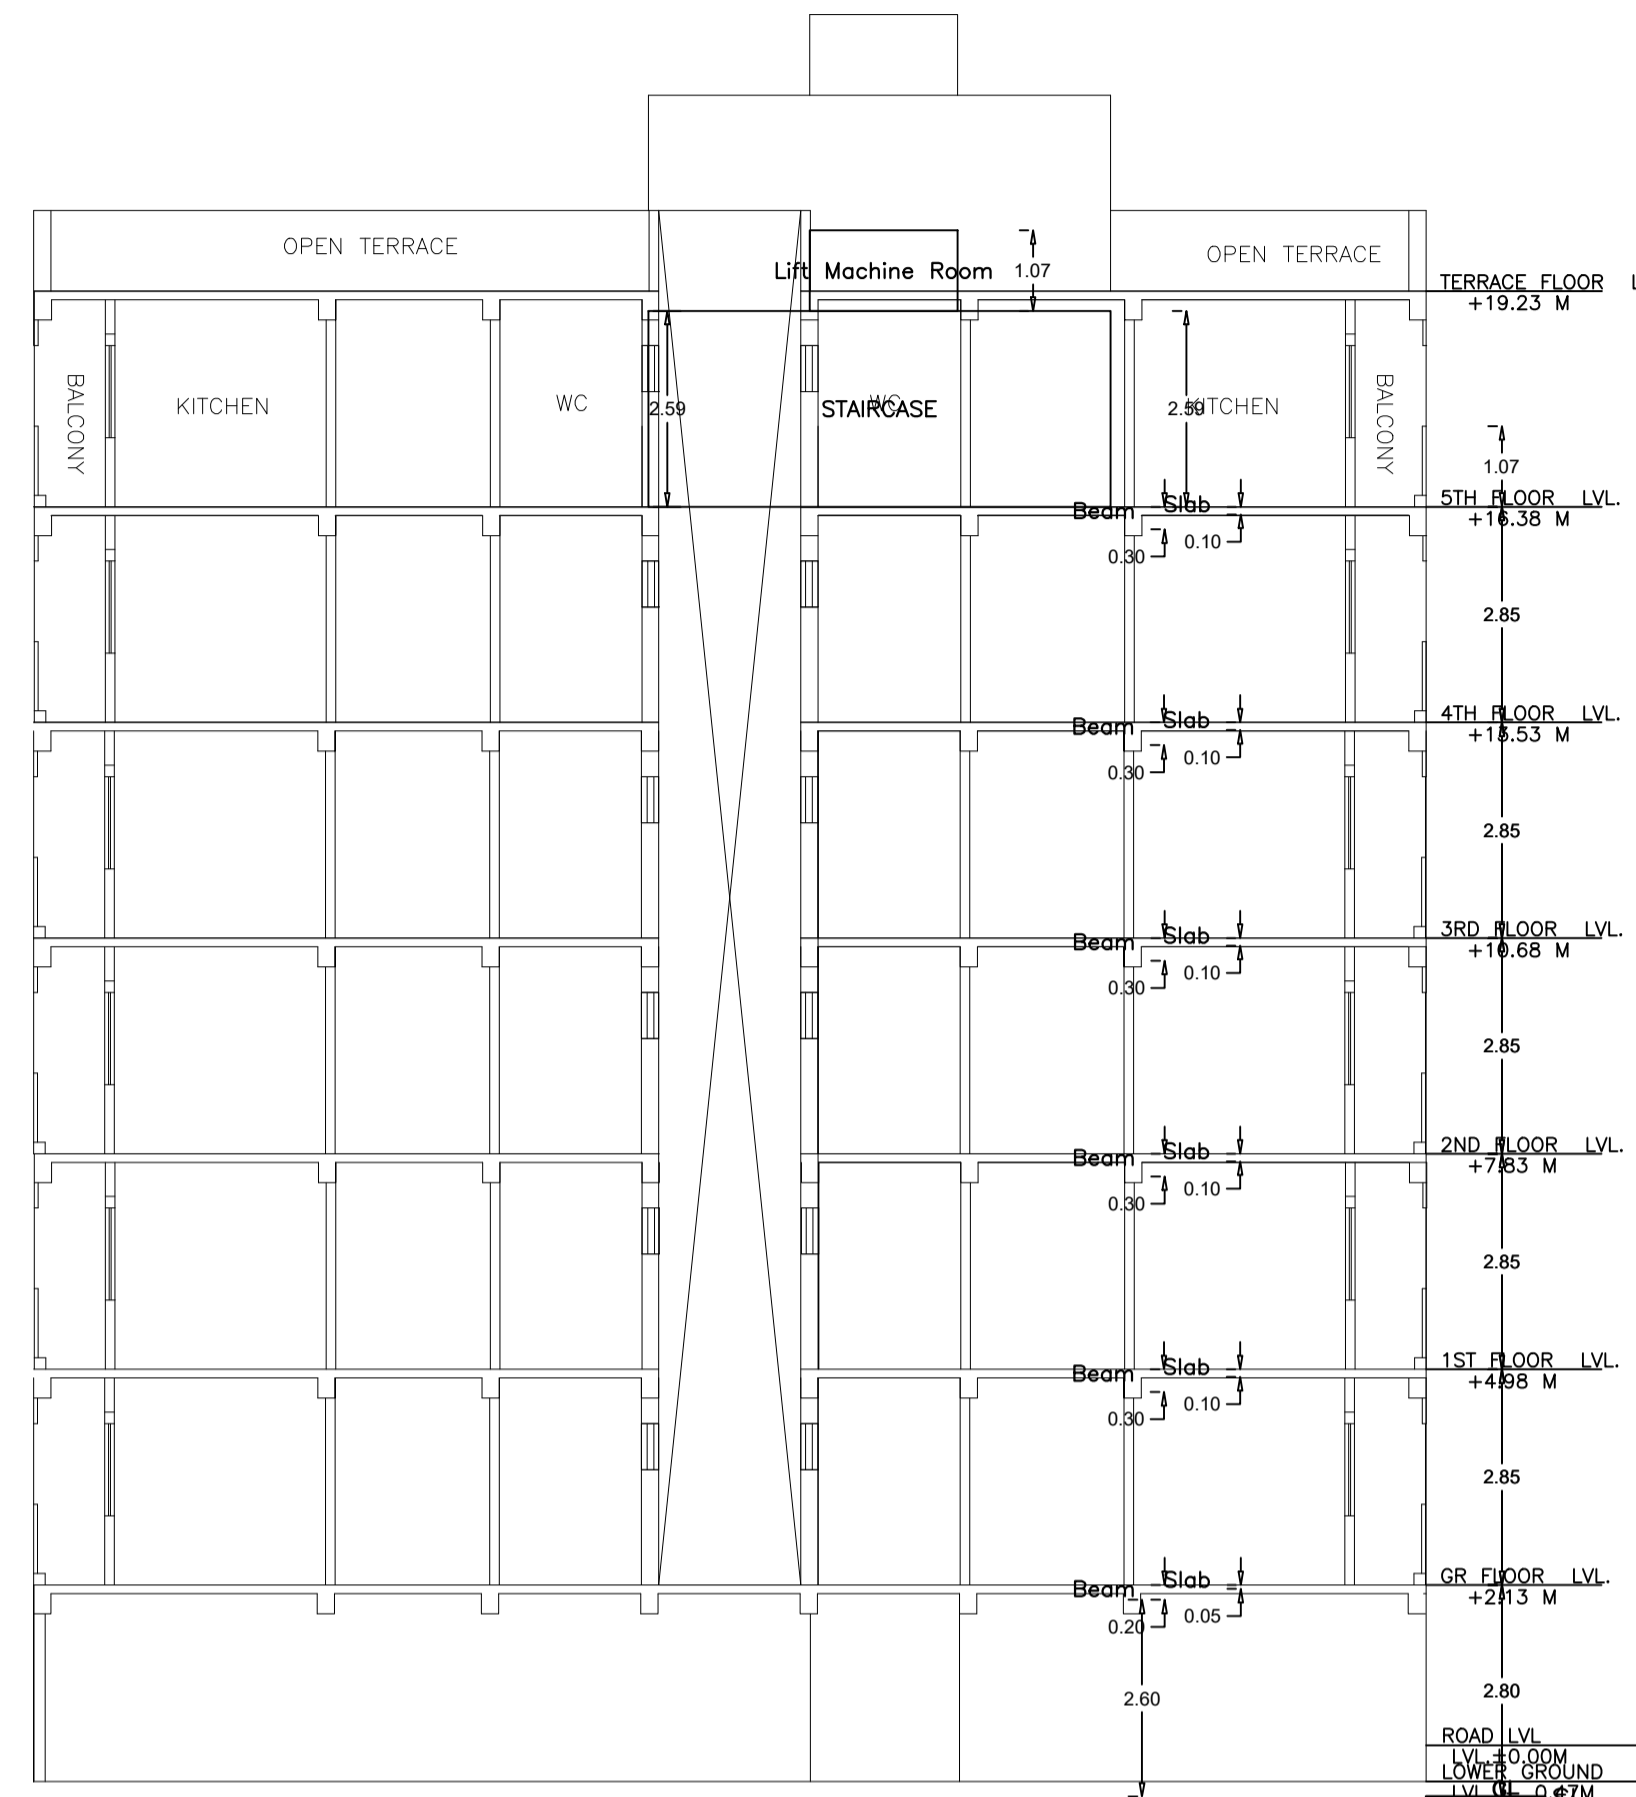 OPEN TERRACE
OPEN TERRACE
Lift Machine Room
1.07
TERRACE FLOOR L
+19.23 M
BALCONY
KITCHEN
WC
2.59
STAIRCASE
WC
2.59
KITCHEN
BALCONY
1.07
5TH FLOOR LVL.
+16.38 M
Beam
Slab
0.30
0.10
2.85
4TH FLOOR LVL.
+13.53 M
Beam
Slab
0.30
0.10
2.85
3RD FLOOR LVL.
+10.68 M
Beam
Slab
0.30
0.10
2.85
2ND FLOOR LVL.
+7.83 M
Beam
Slab
0.30
0.10
2.85
1ST FLOOR LVL.
+4.98 M
Beam
Slab
0.30
0.10
2.85
GR FLOOR LVL.
+2.13 M
Beam
Slab
0.20
0.05
2.60
2.80
ROAD LVL
LVL.±0.00M
LOWER GROUND